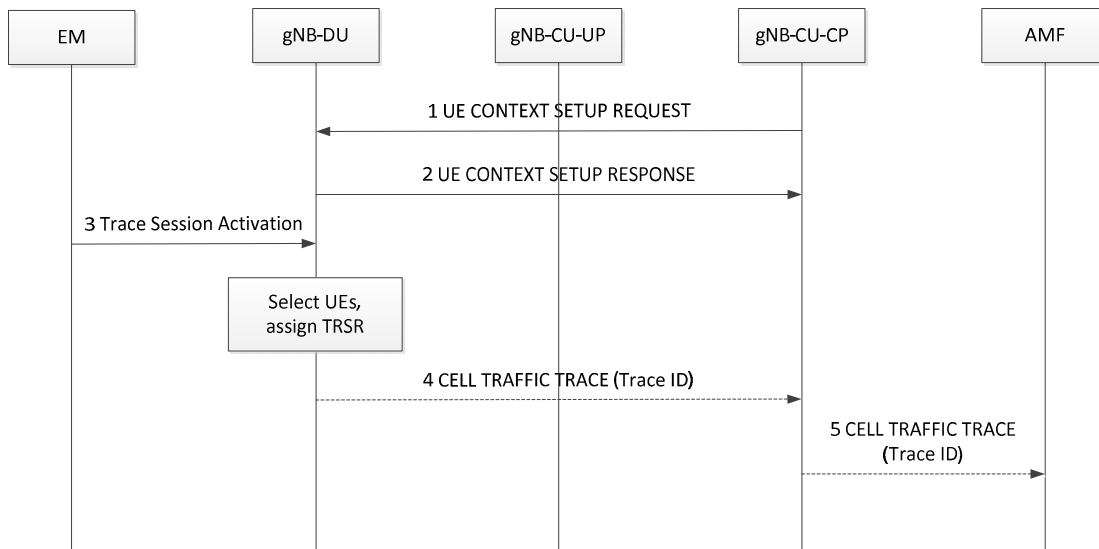 EM
gNB-DU
gNB-CU-UP
gNB-CU-CP
AMF
1 UE CONTEXT SETUP REQUEST
2 UE CONTEXT SETUP RESPONSE
3 Trace Session Activation
Select UEs,
assign TRSR
4 CELL TRAFFIC TRACE (Trace ID)
5 CELL TRAFFIC TRACE
(Trace ID)